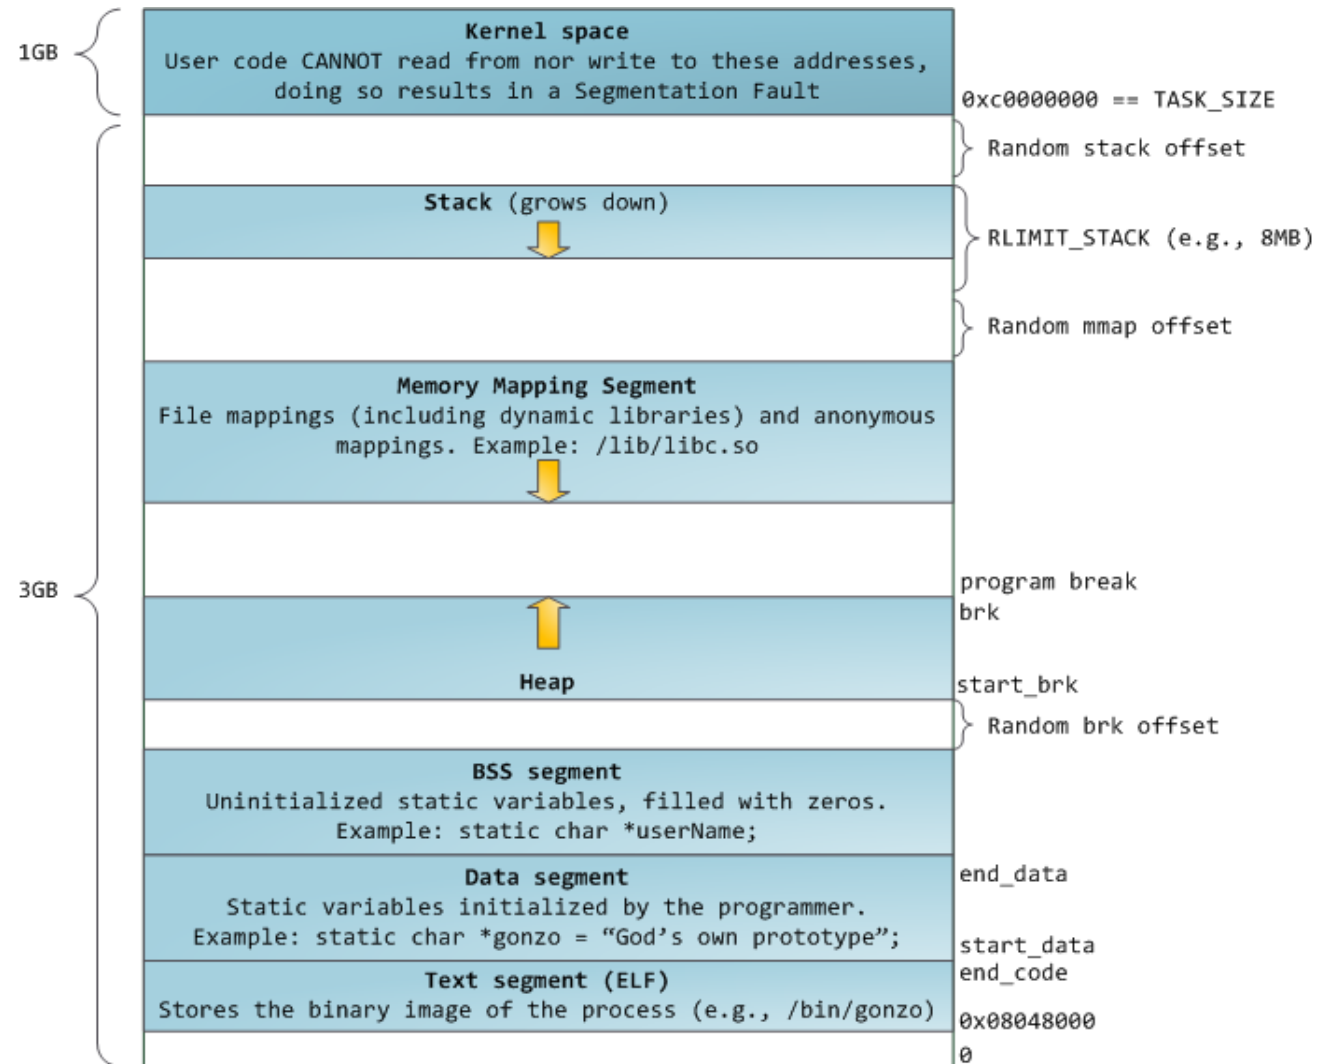 1GB
Kernel space
User code CANNOT read from nor write to these addresses,
doing so results in a Segmentation Fault
0xc0000000 == TASK_SIZE
Random stack offset
Stack (grows down)
RLIMIT_STACK (e.g., 8MB)
Random mmap offset
Memory Mapping Segment
File mappings (including dynamic libraries) and anonymous
mappings. Example: /lib/libc.so
3GB
program break
brk
Heap
start_brk
Random brk offset
BSS segment
Uninitialized static variables, filled with zeros.
Example: static char *userName;
Data segment
end_data
Static variables initialized by the programmer.
Example: static char *gonzo = “God’s own prototype”;
start_data
end_code
Text segment (ELF)
Stores the binary image of the process (e.g., /bin/gonzo)
0x08048000
0